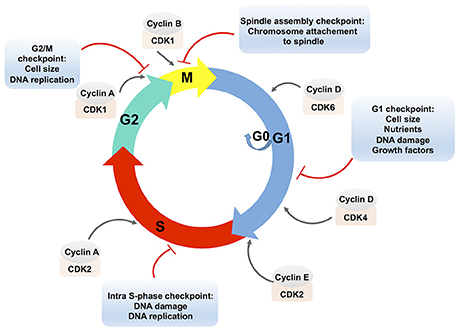 Cyclin B
CDK1
Spindle assembly checkpoint:
Chromosome attachement
to spindle
G2/M
checkpoint:
Cell size
DNA replication
Cyclin A
CDK1
M
G2
Cyclin D
CDK6
G0
G1
G1 checkpoint:
Cell size
Nutrients
DNA damage
Growth factors
Cyclin D
CDK4
S
Cyclin A
CDK2
Cyclin E
CDK2
Intra S-phase checkpoint:
DNA damage
DNA replication